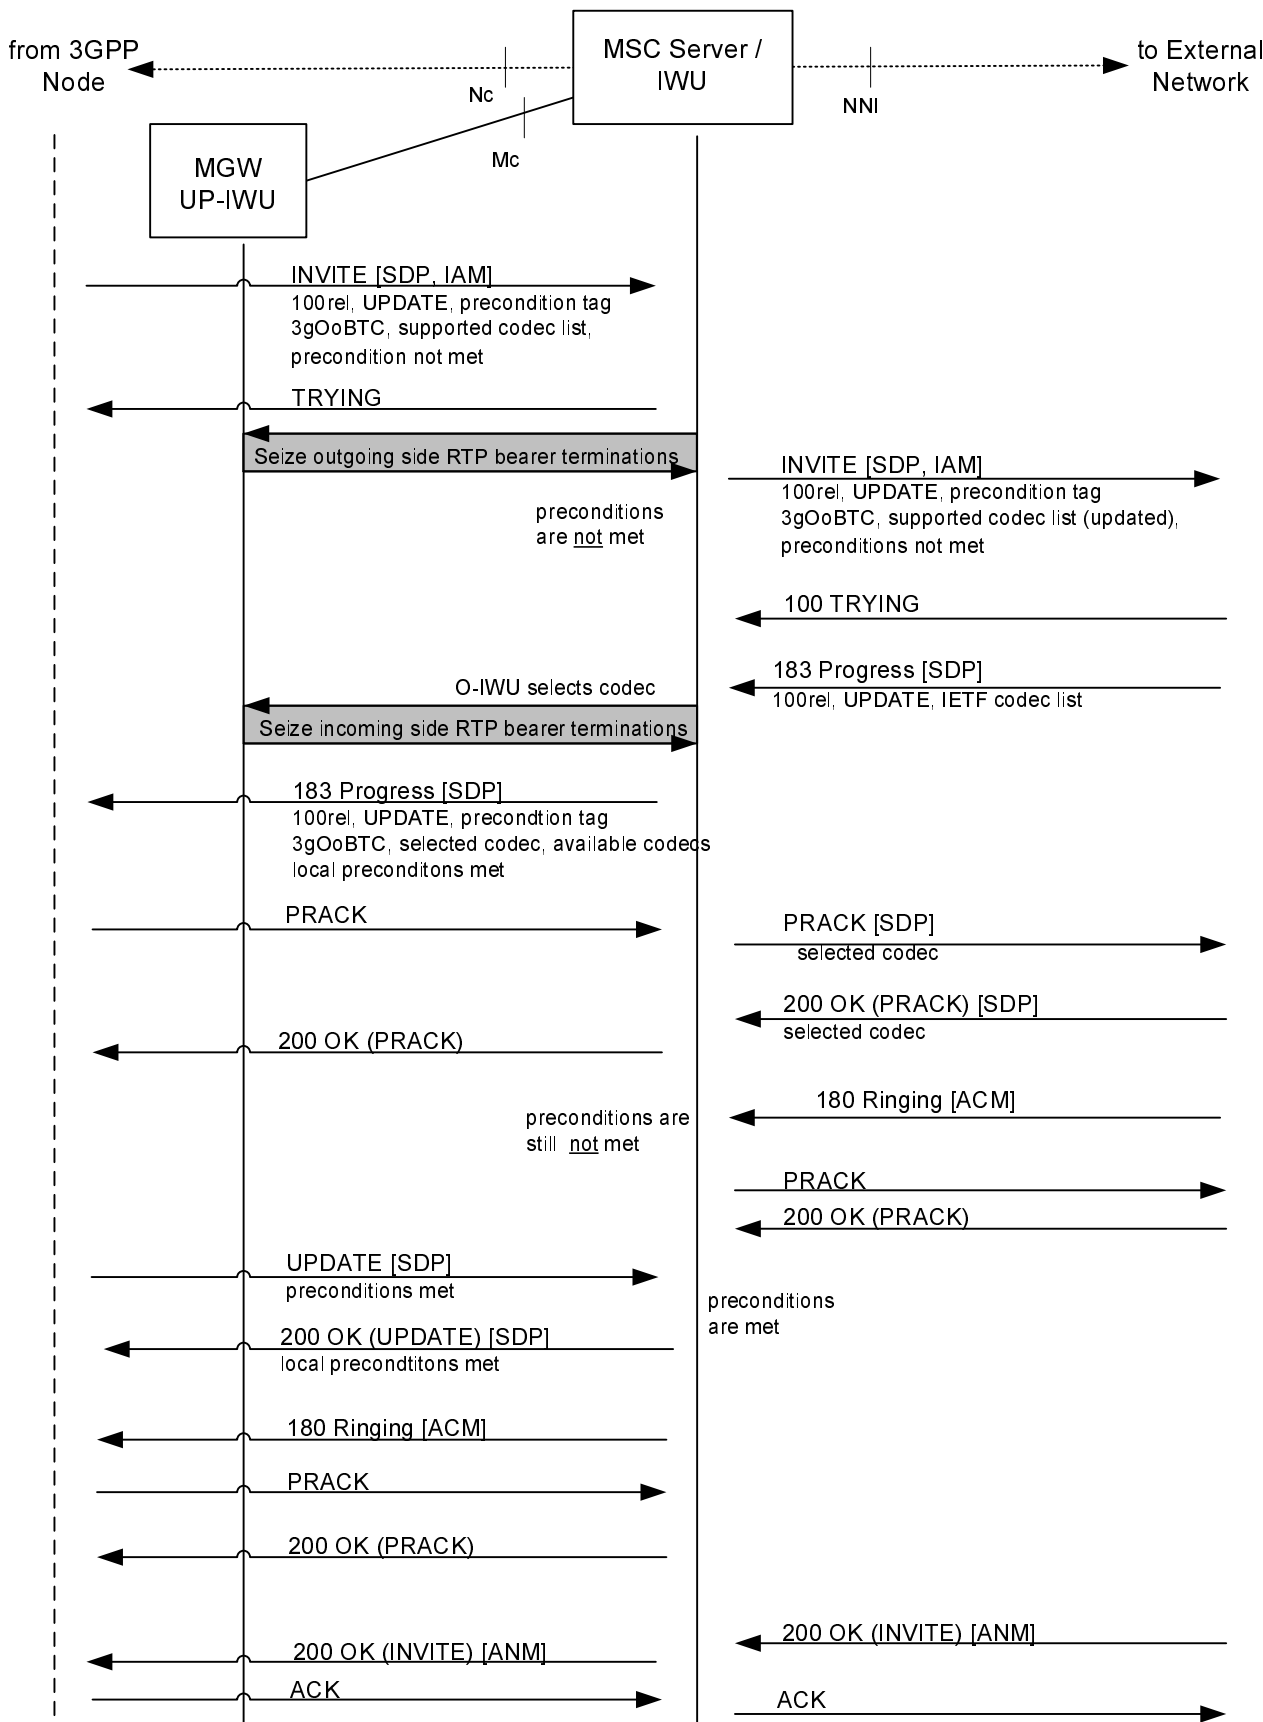 from 3GPP
Node
MSC Server /
IWU
to External
Network
Nc
NNI
Mc
MGW
UP-IWU
INVITE [SDP, IAM]
100rel, UPDATE, precondition tag
3gOoBTC, supported codec list,
precondition not met
TRYING
Seize outgoing side RTP bearer terminations
INVITE [SDP, IAM]
100rel, UPDATE, precondition tag
3gOoBTC, supported codec list (updated),
preconditions not met
preconditions
are not met
100 TRYING
183 Progress [SDP]
100rel, UPDATE, IETF codec list
O-IWU selects codec
Seize incoming side RTP bearer terminations
183 Progress [SDP]
100rel, UPDATE, precondtion tag
3gOoBTC, selected codec, available codecs
local preconditons met
PRACK
PRACK [SDP]
selected codec
200 OK (PRACK) [SDP]
selected codec
200 OK (PRACK)
180 Ringing [ACM]
preconditions are
still not met
PRACK
200 OK (PRACK)
UPDATE [SDP]
preconditions met
preconditions
are met
200 OK (UPDATE) [SDP]
local precondtitons met
180 Ringing [ACM]
PRACK
200 OK (PRACK)
200 OK (INVITE) [ANM]
200 OK (INVITE) [ANM]
ACK
ACK